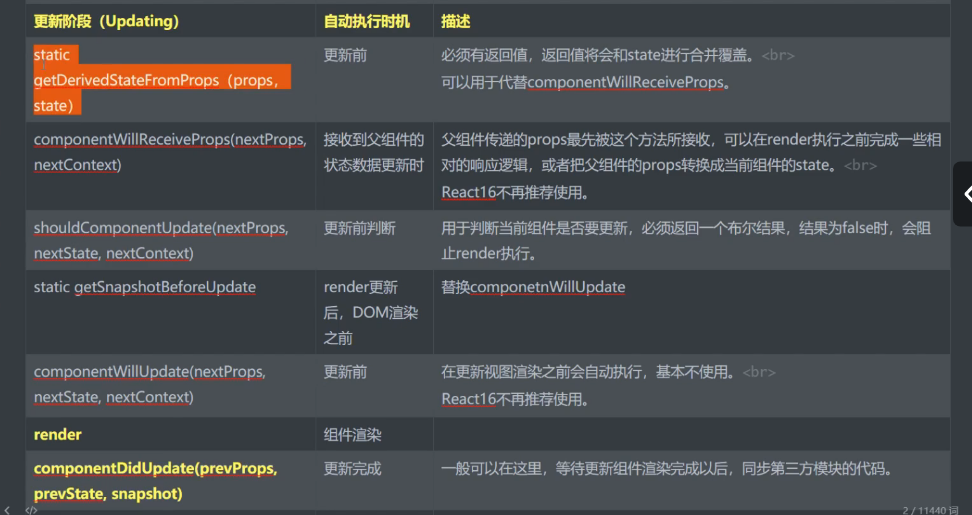 更新阶段（Updating）
自动执行时机
描述
static
getDerivedStateFromProps（props，
state）
更新前
必须有返回值，返回值将会和state进行合并覆盖。<br>
可以用于代替componentWillReceiveProps。
componentWillReceiveProps(nextProps,
nextContext)
接收到父组件的
状态数据更新时
父组件传递的props最先被这个方法所接收，可以在render执行之前完成一些相
对的响应逻辑，或者把父组件的props转换成当前组件的state。<br>
React16不再推荐使用。
shouldComponentUpdate(nextProps,
nextState, nextContext)
更新前判断
用于判断当前组件是否要更新，必须返回一个布尔结果，结果为false时，会阻
止render执行。
static getSnapshotBeforeUpdate
render更新
后，DOM渲染
之前
替换componetnWillUpdate
componentWillUpdate(nextProps,
nextState, nextContext)
更新前
在更新视图渲染之前会自动执行，基本不使用。<br>
React16不再推荐使用。
render
组件渲染
componentDidUpdate(prevProps,
prevState, snapshot)
更新完成
一般可以在这里，等待更新组件渲染完成以后，同步第三方模块的代码。
2 / 11440 词